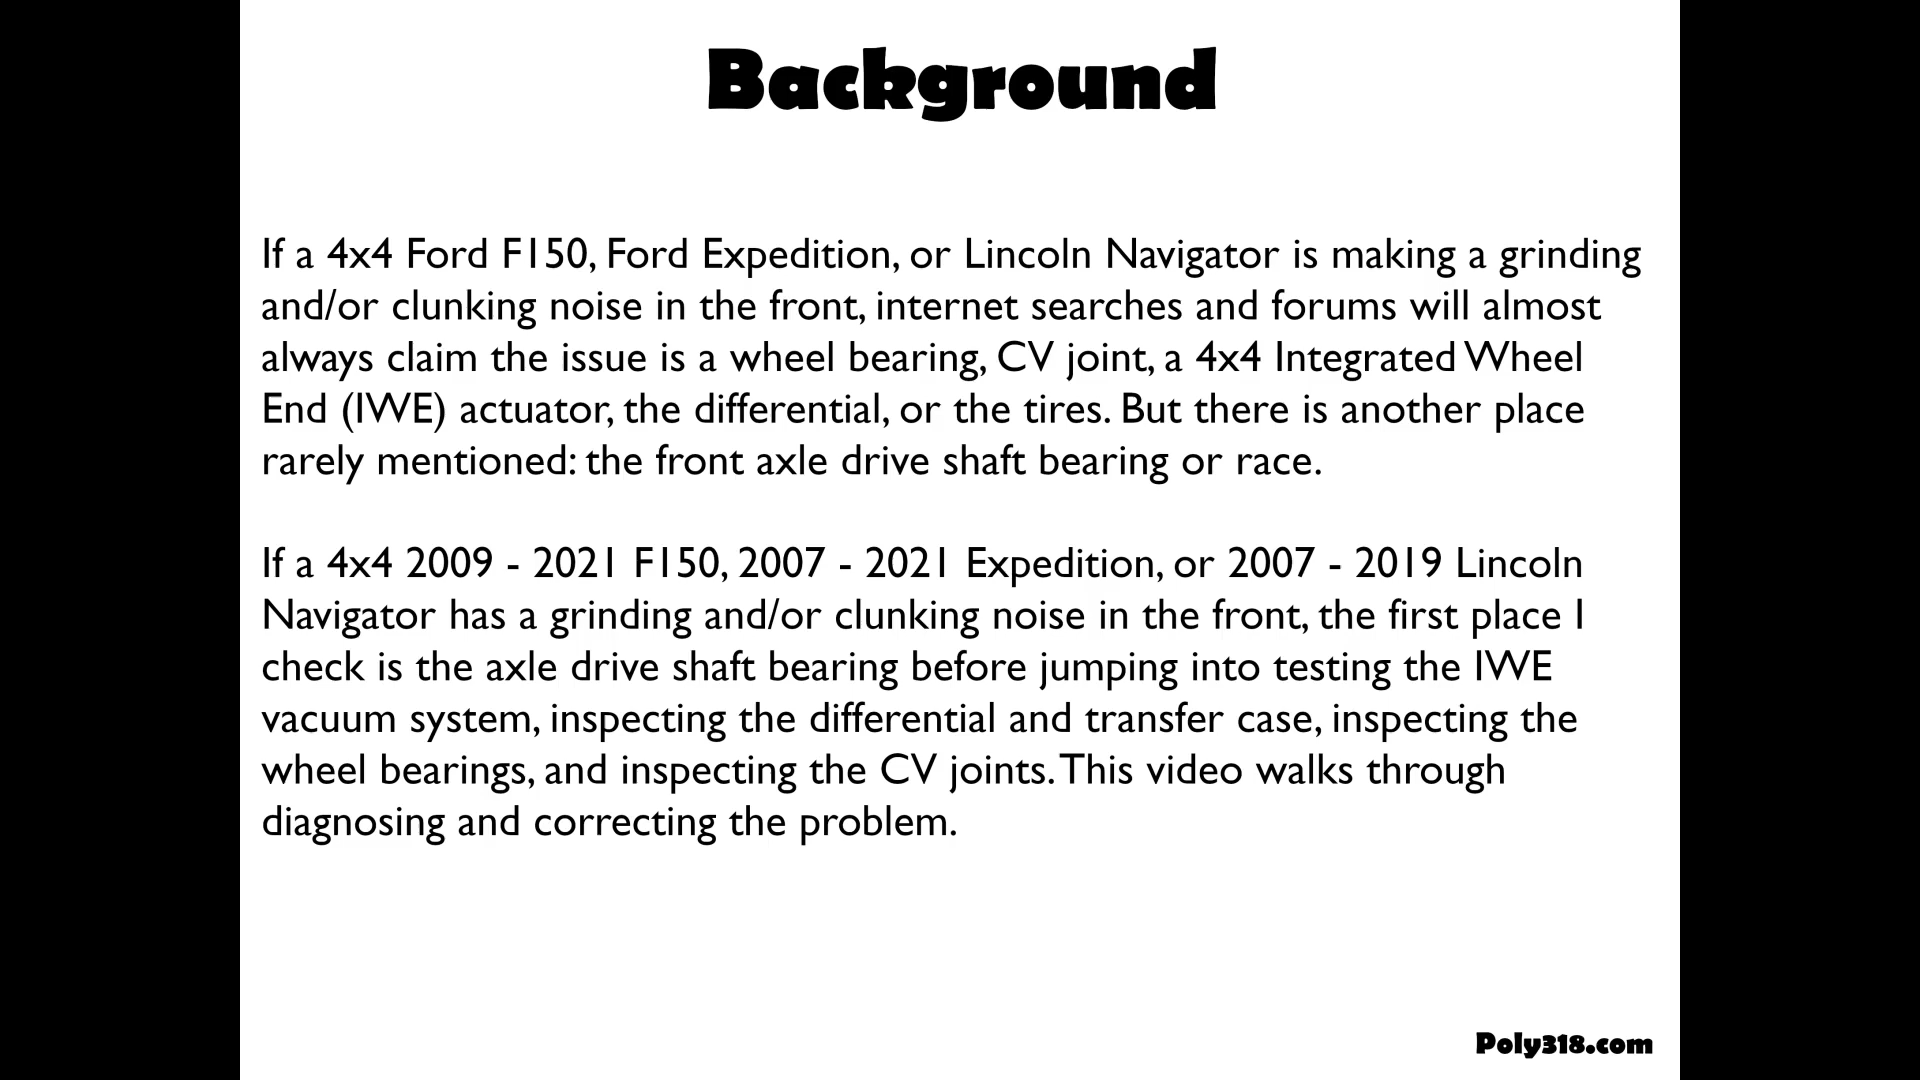 Background
If a 4x4 Ford F150, Ford Expedition, or Lincoln Navigator is making a grinding
and/or clunking noise in the front, internet searches and forums will almost
always claim the issue is a wheel bearing, CV joint, a 4x4 Integrated Wheel
End (IWE) actuator, the differential, or the tires. But there is another place
rarely mentioned: the front axle drive shaft bearing or race.
If a 4x4 2009 - 2021 F150, 2007 - 2021 Expedition, or 2007 - 2019 Lincoln
Navigator has a grinding and/or clunking noise in the front, the first place I
check is the axle drive shaft bearing before jumping into testing the IWE
vacuum system, inspecting the differential and transfer case, inspecting the
wheel bearings, and inspecting the CV joints. This video walks through
diagnosing and correcting the problem.
Poly318.com